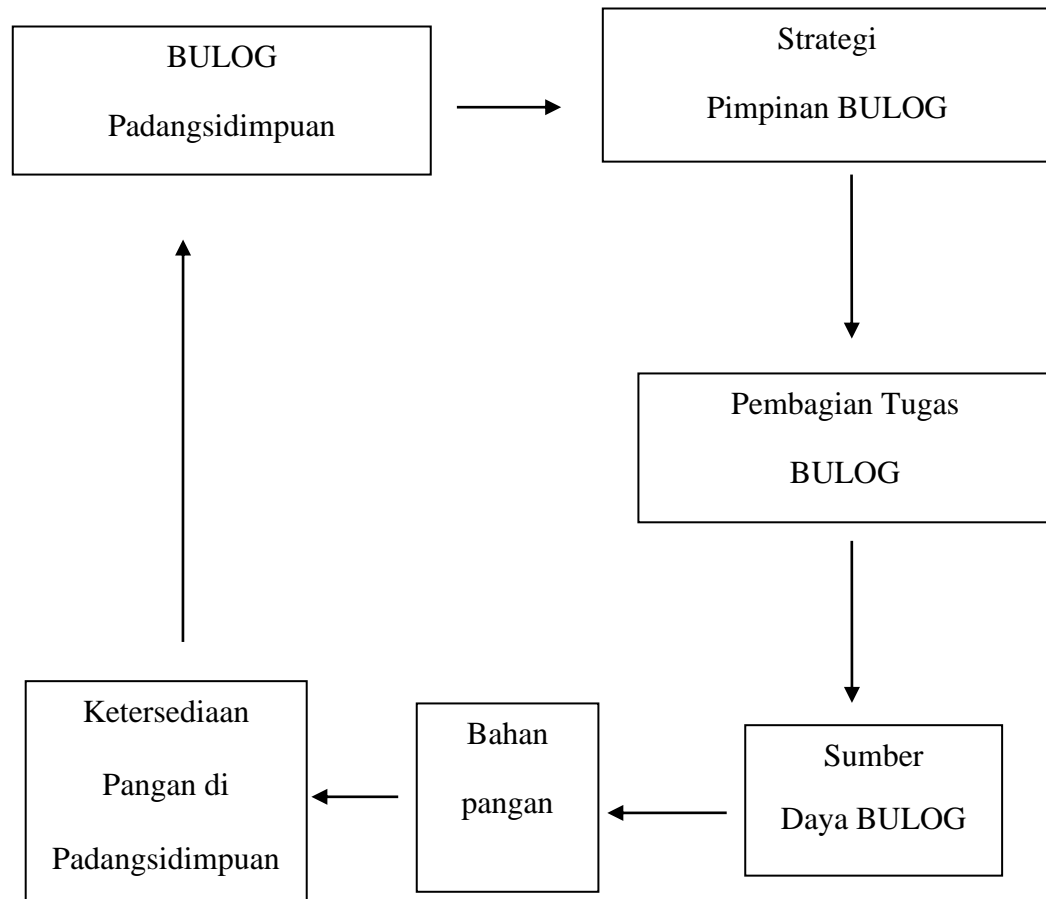 BULOG
Padangsidimpuan
Strategi
Pimpinan BULOG
Pembagian Tugas
BULOG
Sumber
Daya BULOG
Bahan
pangan
Ketersediaan
Pangan di
Padangsidimpuan